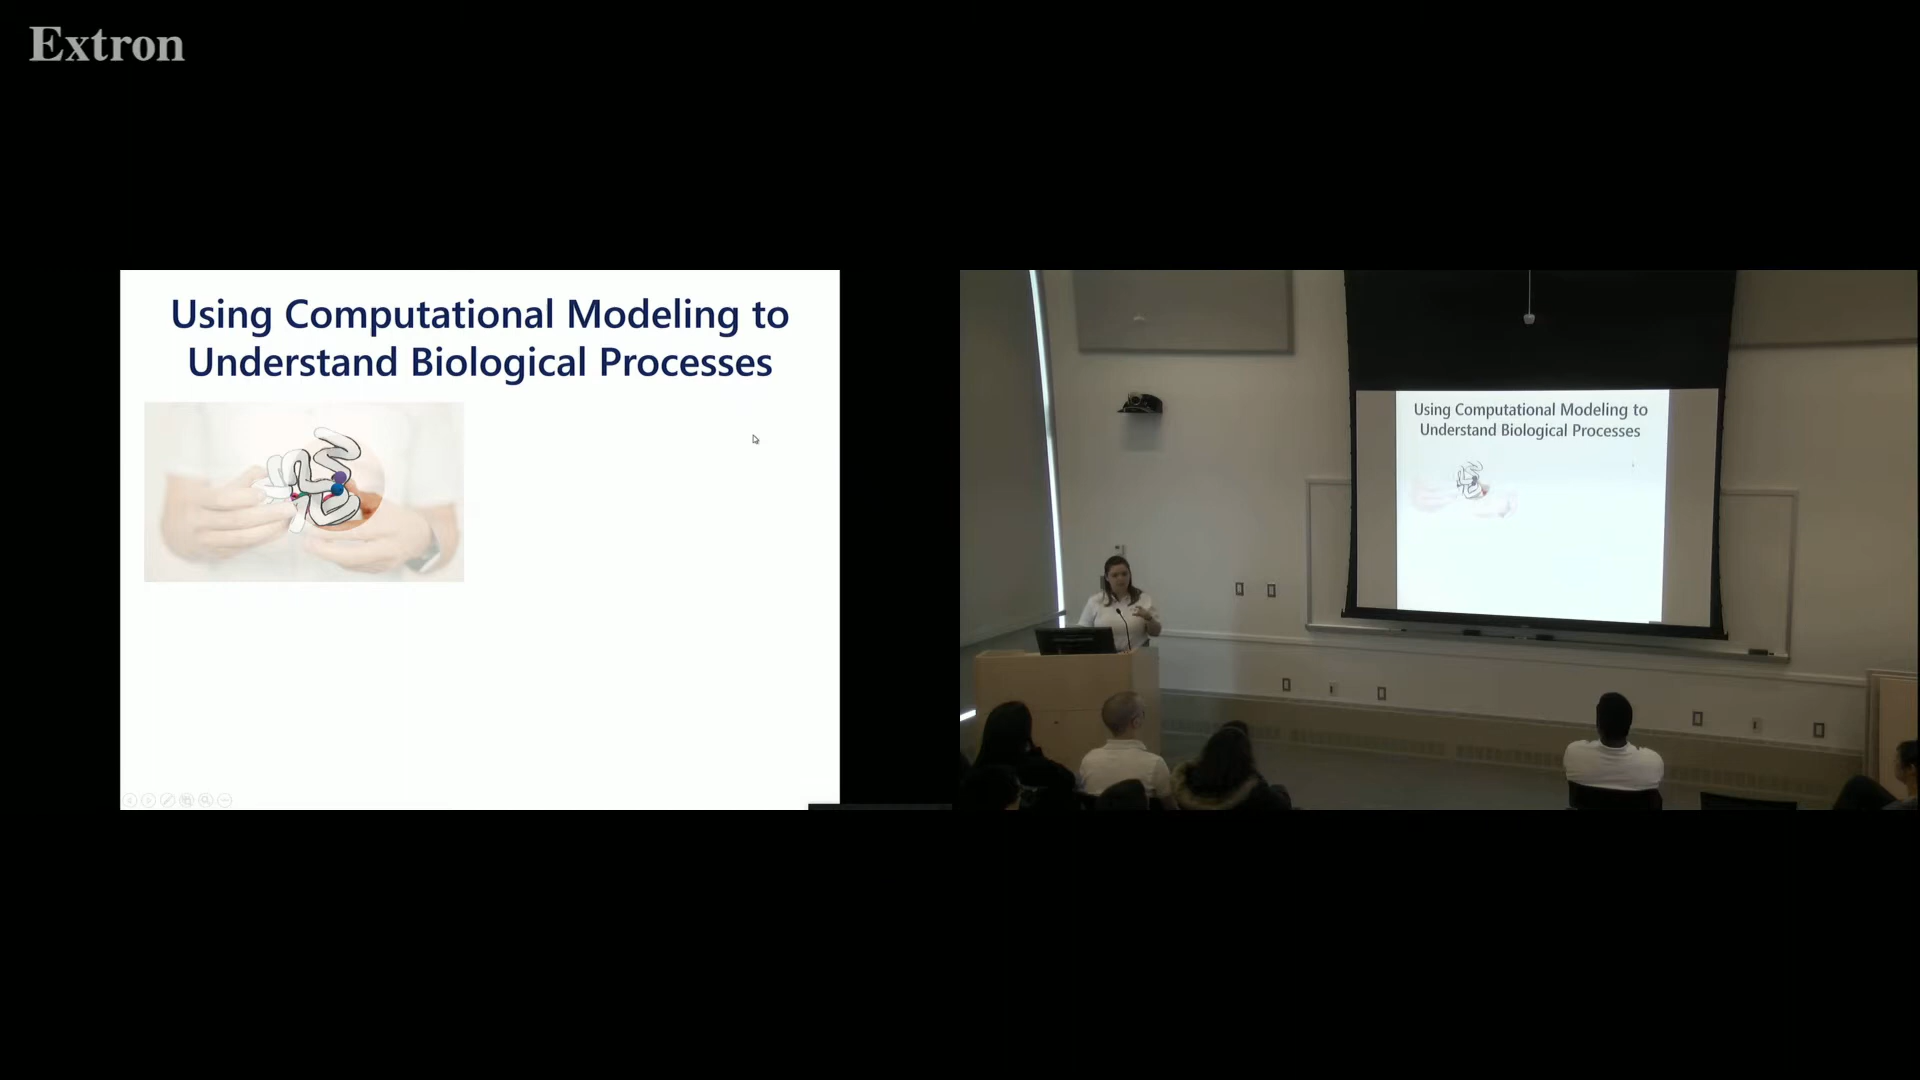 Extron
Using Computational Modeling to
Understand Biological Processes
Using Computational Modeling to
Understand Biological Processes